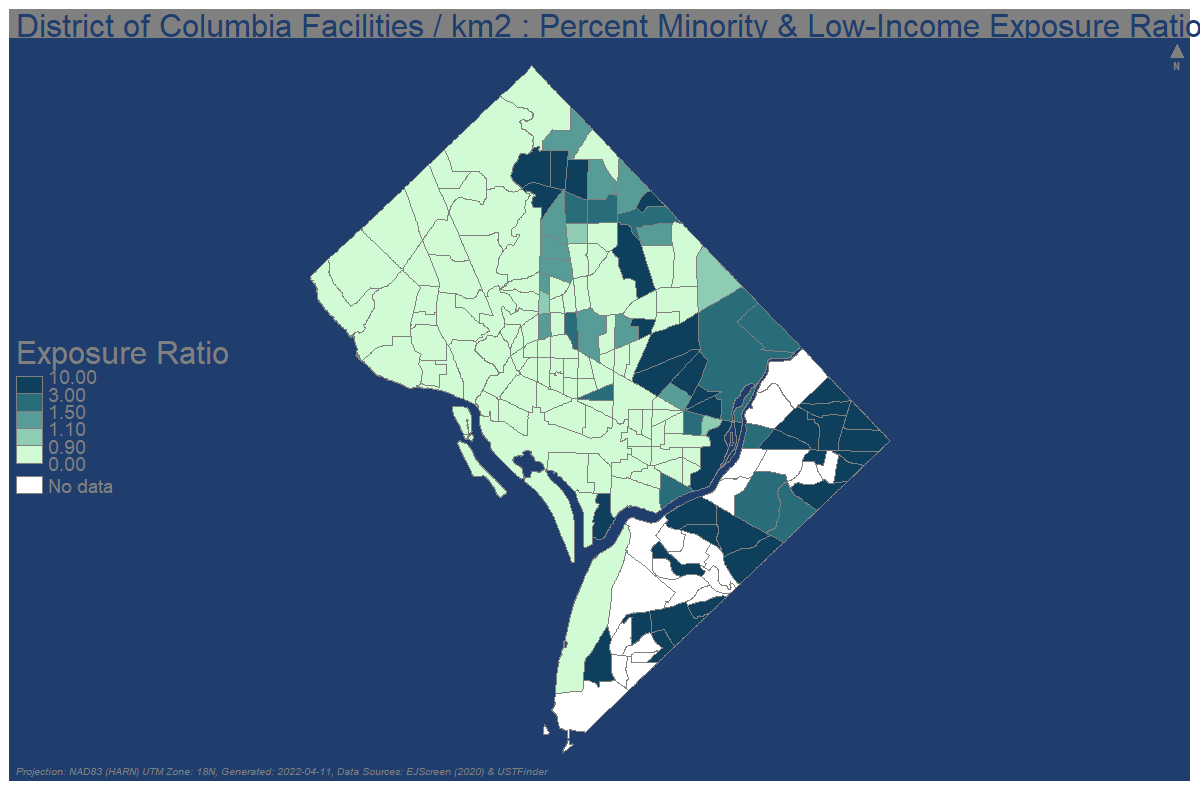 District of Columbia Facilities / km2 : Percent Minority & Low-Income Exposure Ratio
N
Exposure Ratio
10.00
3.00
1.50
1.10
0.90
0.00
No data
Projection: NAD83 (HARN) UTM Zone: 18N, Generated: 2022-04-11, Data Sources: EJScreen (2020) & USTFinder